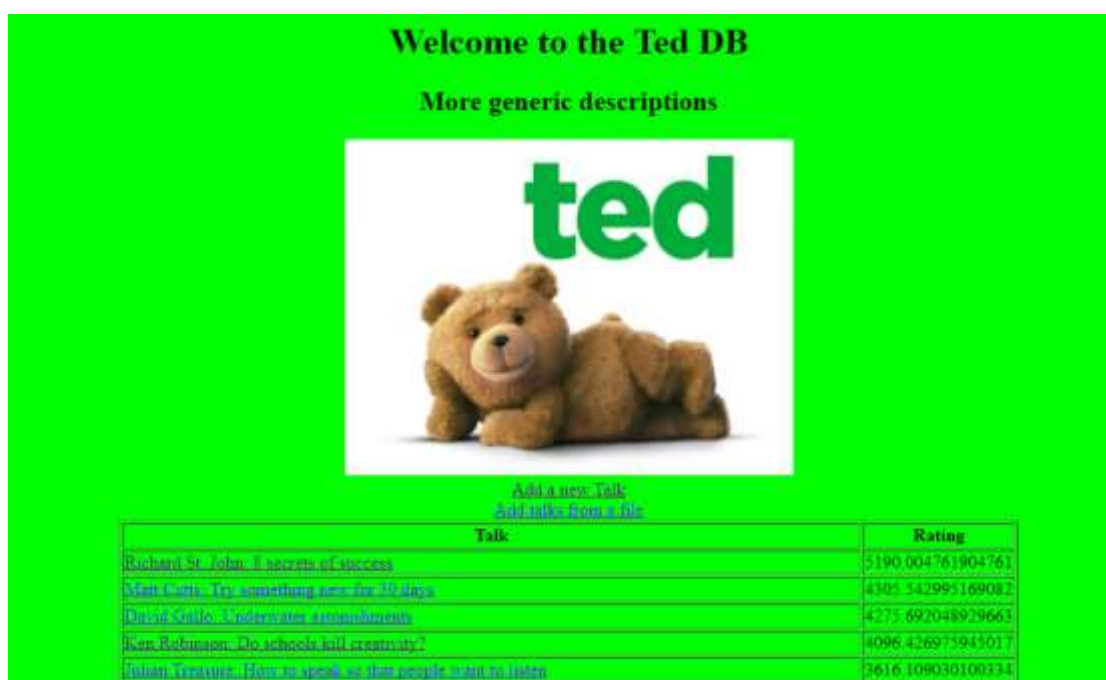 Welcome to the Ted DB
More generic descriptions
ted
Add a new Talk
Add talks from a file
Talk Rating
Richard St. John: 8 secrets of success 5190.004761904761
Matt Cutts: Try something new for 30 days 4305.542995169082
David Gallo: Underwater astonishments 4275.692048929663
Ken Robinson: Do schools kill creativity? 4096.426975945017
Julian Treasure: How to speak so that people want to listen 3616.109030100334